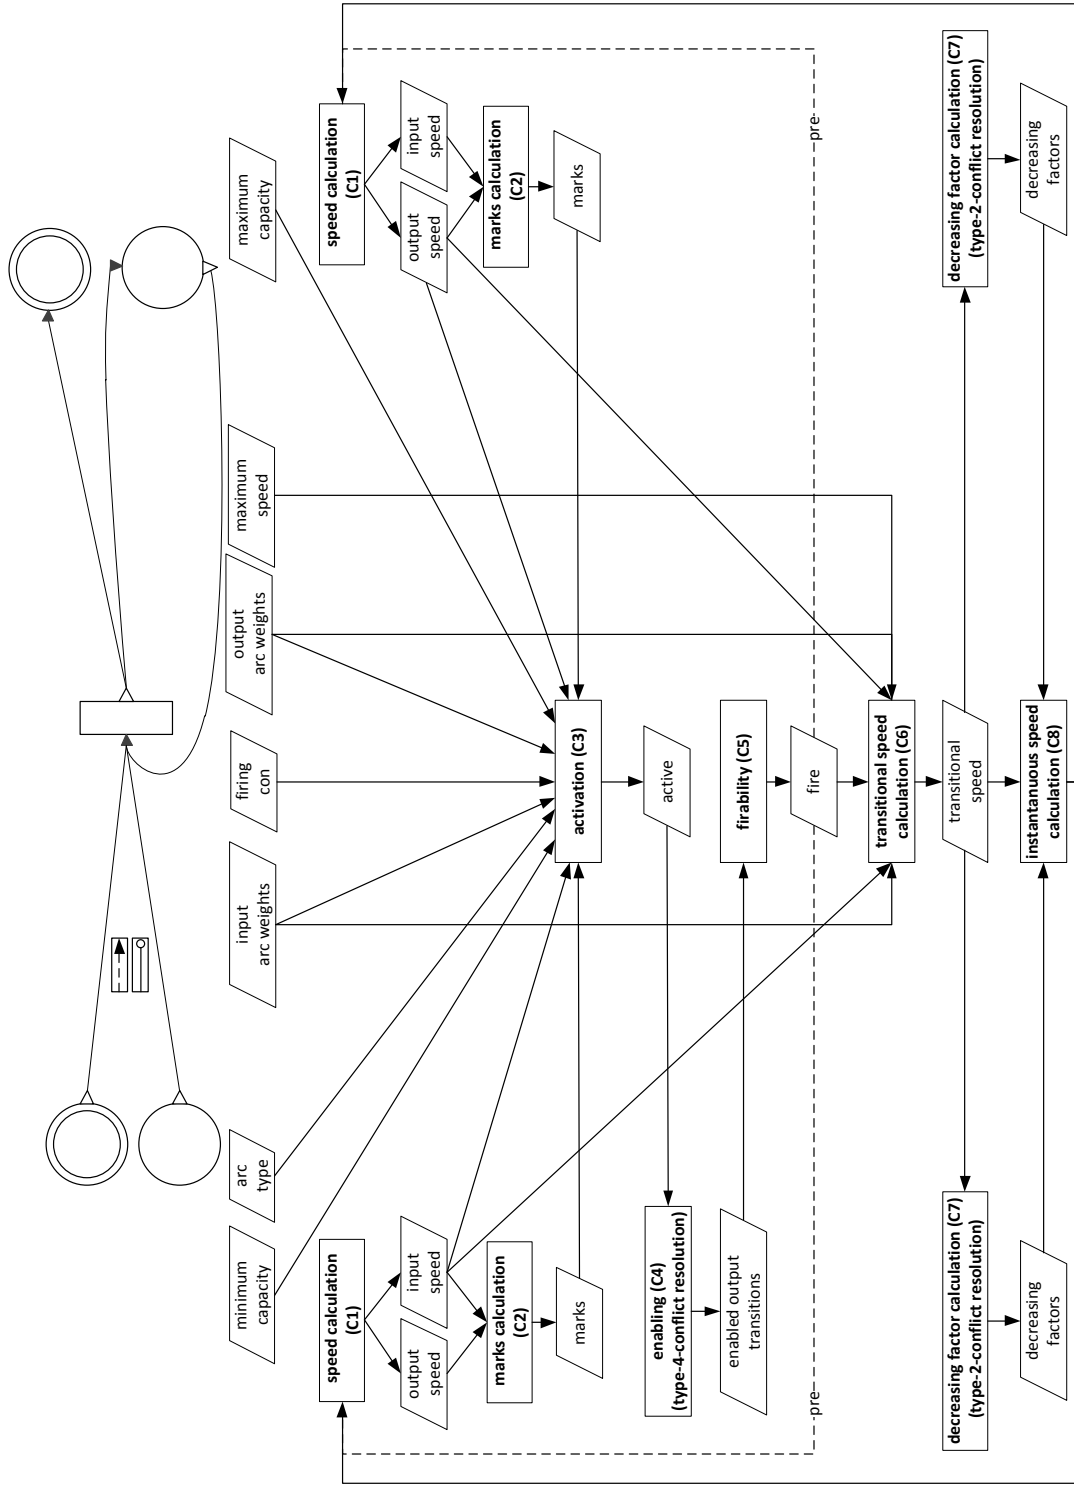 minimum
capacity
arc
type
input
arc weights
firing
con
output
arc weights
maximum
speed
maximum
capacity
speed calculation
(C1)
speed calculation
(C1)
output
speed
input
speed
output
speed
input
speed
marks calculation
(C2)
marks calculation
(C2)
marks
activation (C3)
marks
enabling (C4)
(type-4-conflict resolution)
active
enabled output
transitions
firability (C5)
fire
pre
pre
transitional speed
calculation (C6)
decreasing factor calculation (C7)
(type-2-conflict resolution)
transitional
speed
decreasing factor calculation (C7)
(type-2-conflict resolution)
decreasing
factors
instantaneous speed
calculation (C8)
decreasing
factors